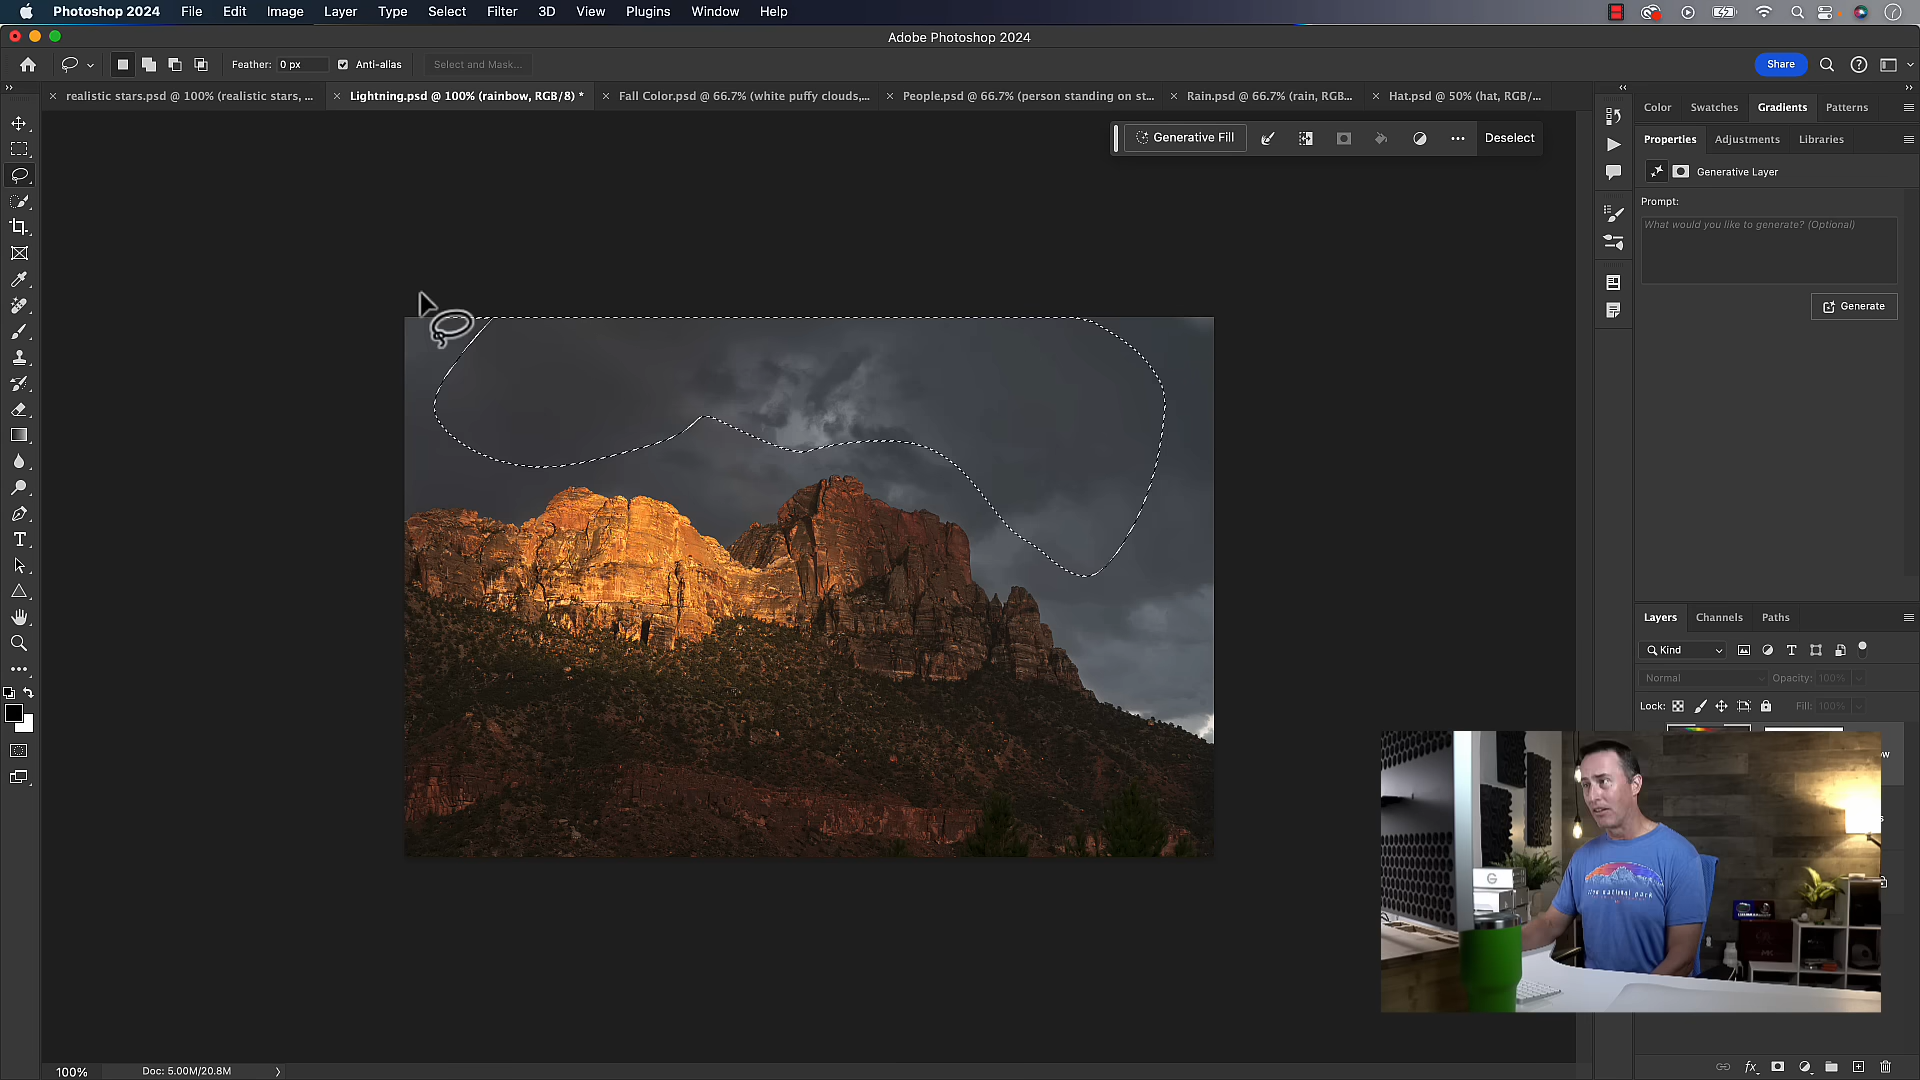 Photoshop 2024 File Edit Image Layer Type Select Filter 3D View Plugins Window Help
Adobe Photoshop 2024
Feather: 0 px Anti-alias Select and Mask... Share
realistic stars.psd @ 100% (realistic stars, ... Lightning.psd @ 100% (rainbow, RGB/8) * Fall Color.psd @ 66.7% (white puffy clouds,... People.psd @ 66.7% (person standing on st... Rain.psd @ 66.7% (rain, RGB... Hat.psd @ 50% (hat, RGB/...
Color Swatches Gradients Patterns
Generative Fill Deselect
Properties Adjustments Libraries
Generative Layer
Prompt:
What would you like to generate? (Optional)
Generate
Layers Channels Paths
Kind
Normal Opacity: 100%
Lock: Fill: 100%
100% Doc: 5.00M/20.8M